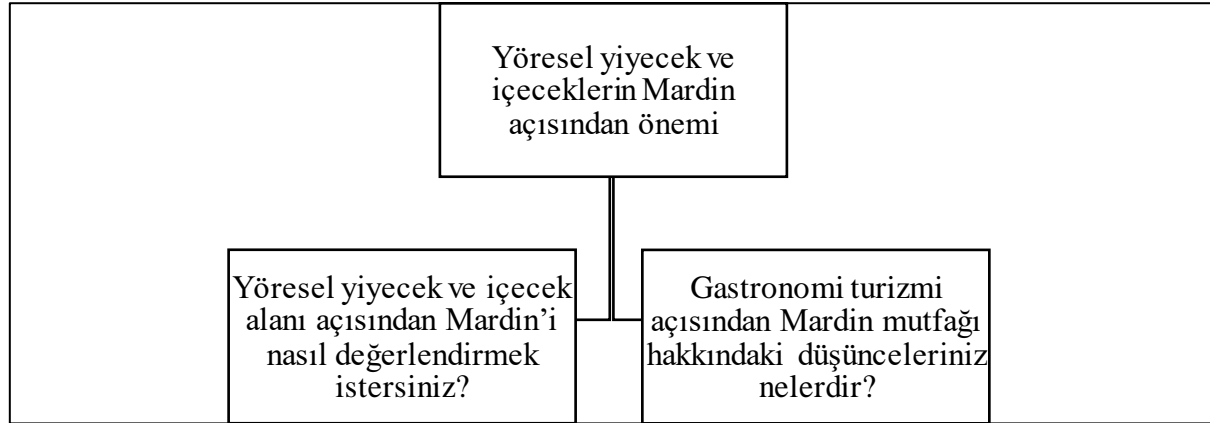 Yöresel yiyecek ve
içeceklerin Mardin
açısından önemi
Yöresel yiyecek ve içecek
alanı açısından Mardin’i
nasıl değerlendirmek
istersiniz?
Gastronomi turizmi
açısından Mardin mutfağı
hakkındaki düşünceleriniz
nelerdir?